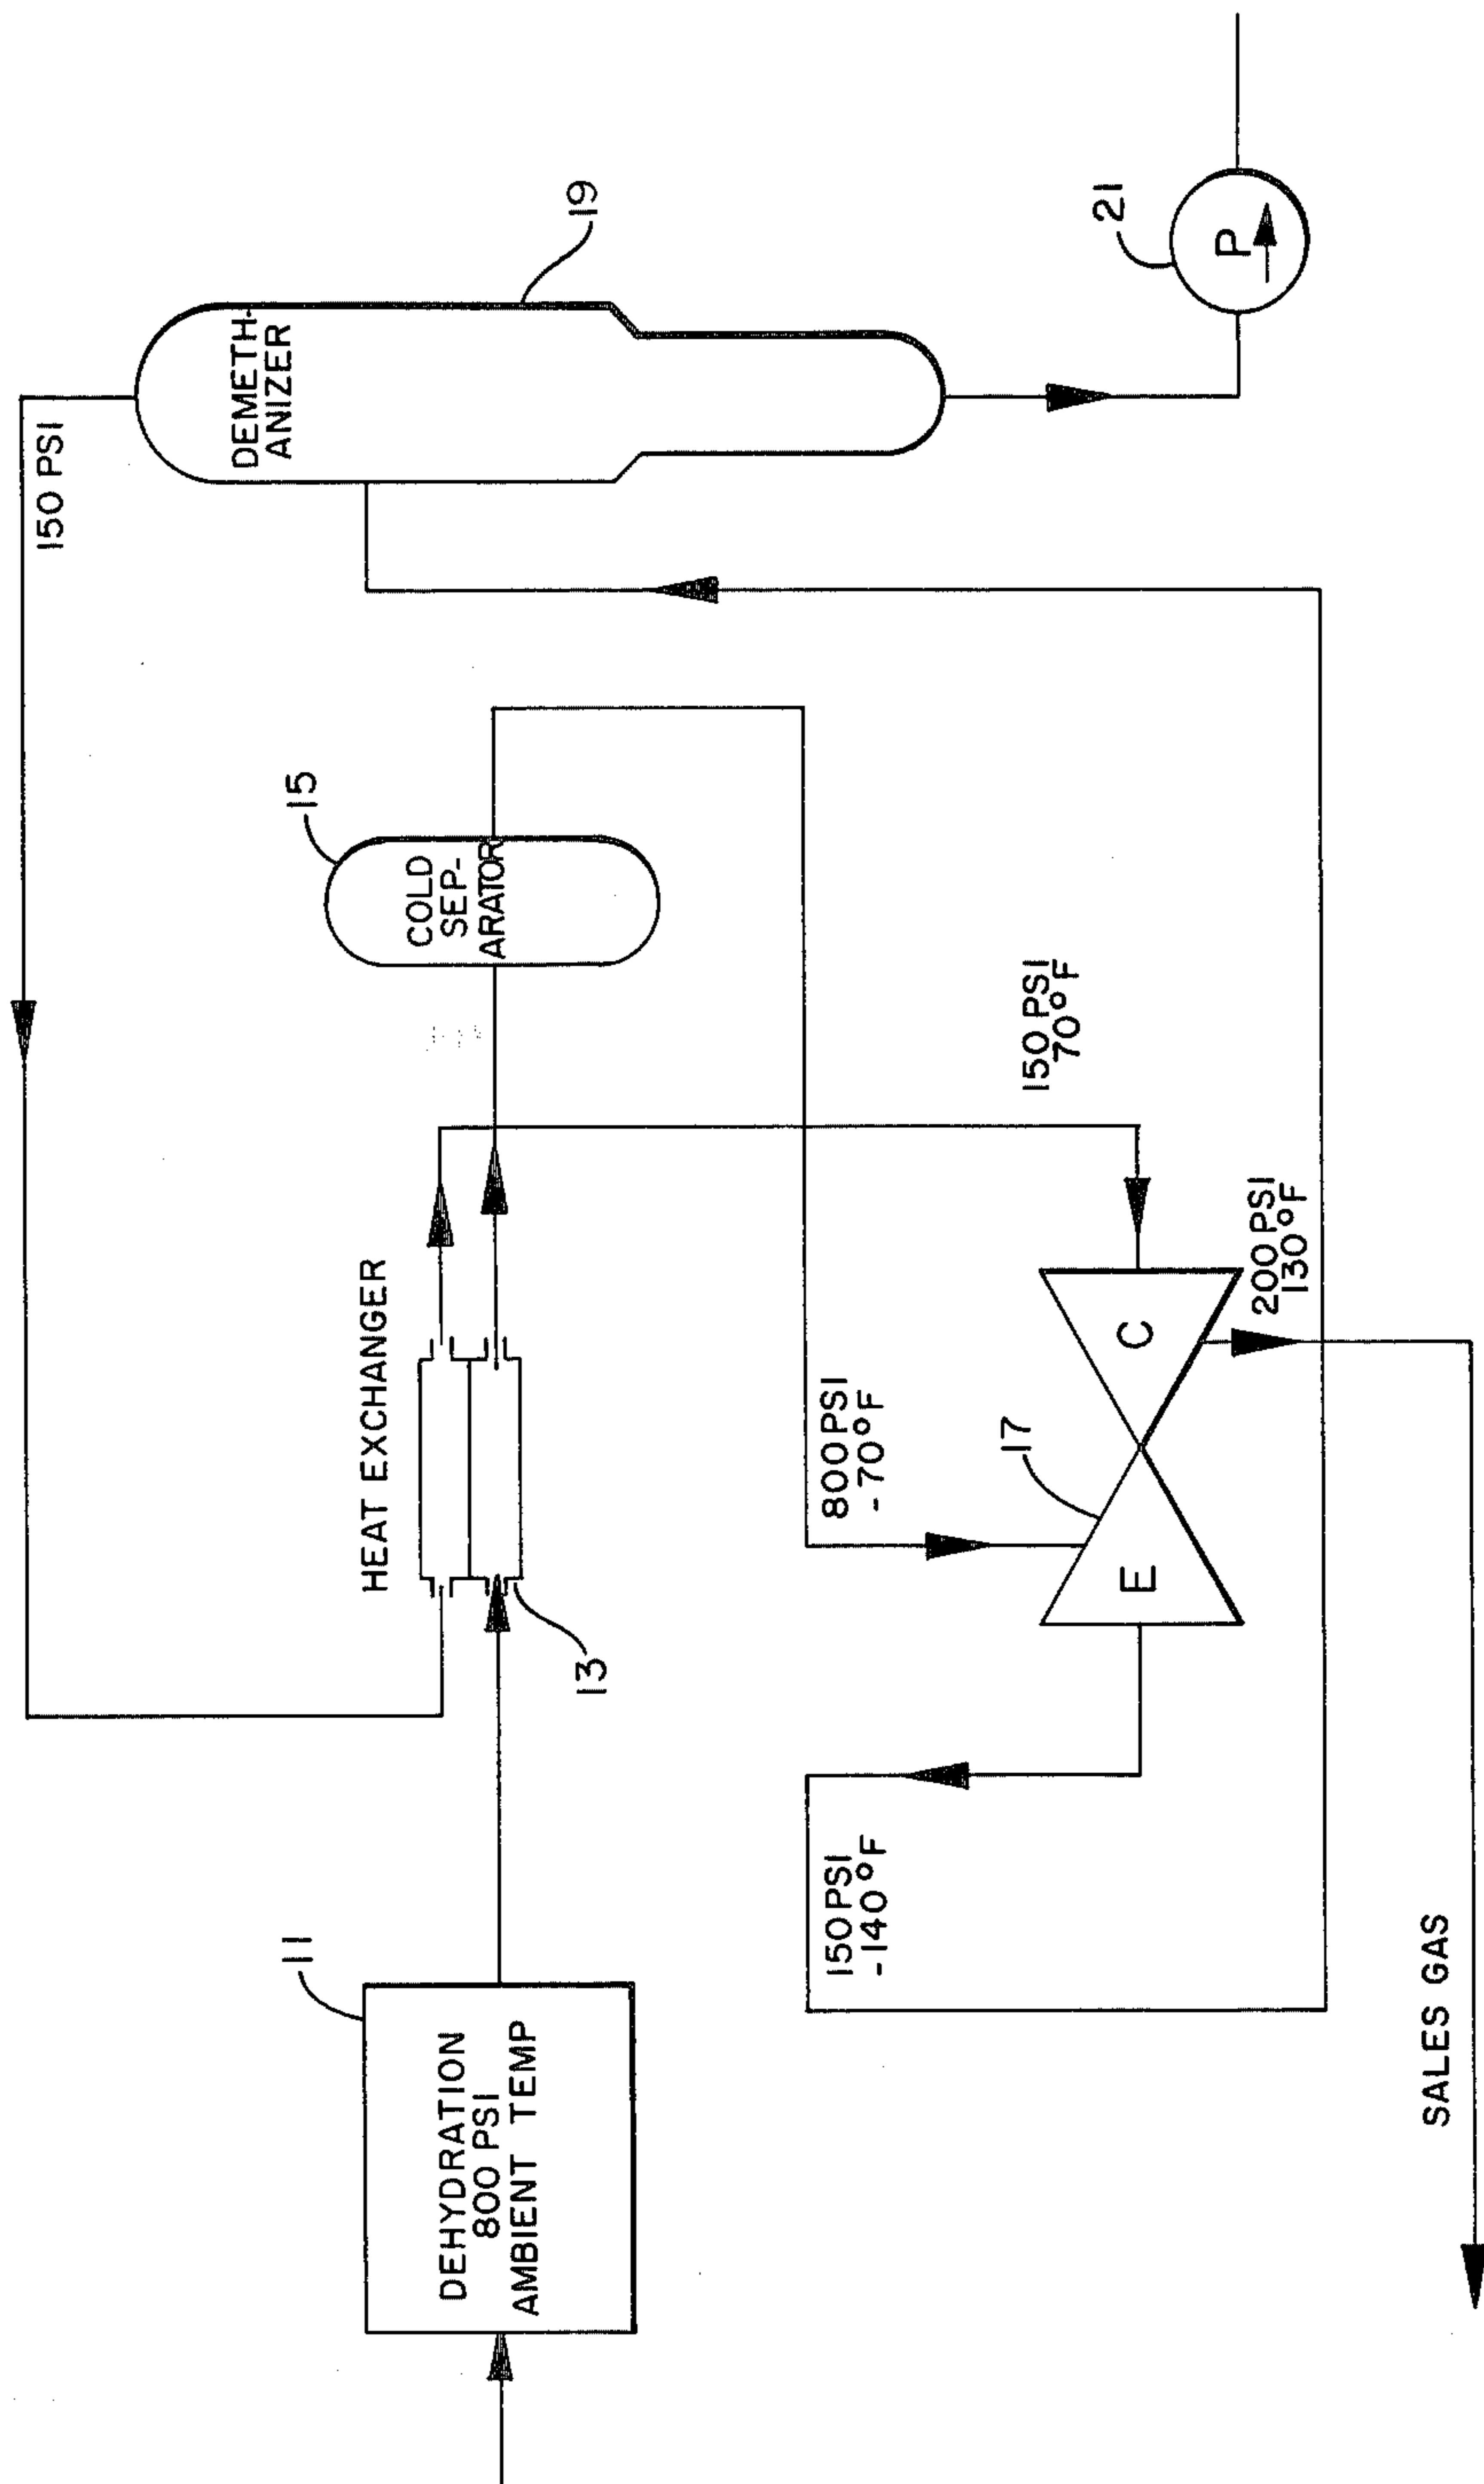 150 PSI
DEMETH-
ANIZER
19
21
P
15
COLD
SEP-
ARATOR
HEAT EXCHANGER
13
11
DEHYDRATION
800 PSI
AMBIENT TEMP
150 PSI
70°F
800 PSI
-70°F
17
E
C
200 PSI
130°F
150 PSI
-140°F
SALES GAS